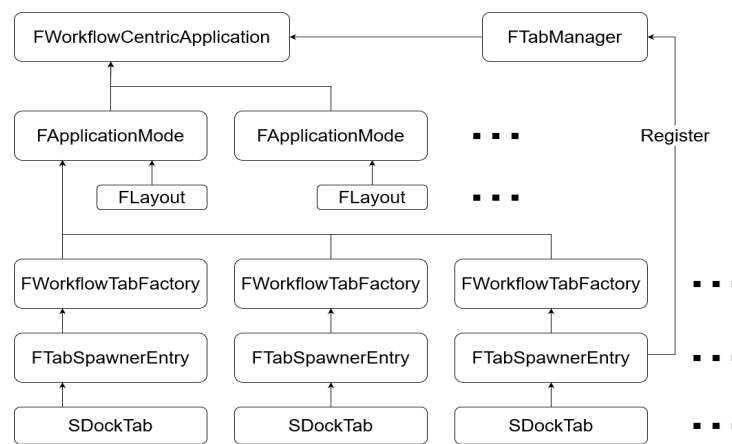 FWorkflowCentricApplication
FTabManager
FApplicationMode
FApplicationMode
Register
FLayout
FLayout
FWorkflowTabFactory
FWorkflowTabFactory
FWorkflowTabFactory
FTabSpawnerEntry
FTabSpawnerEntry
FTabSpawnerEntry
SDockTab
SDockTab
SDockTab